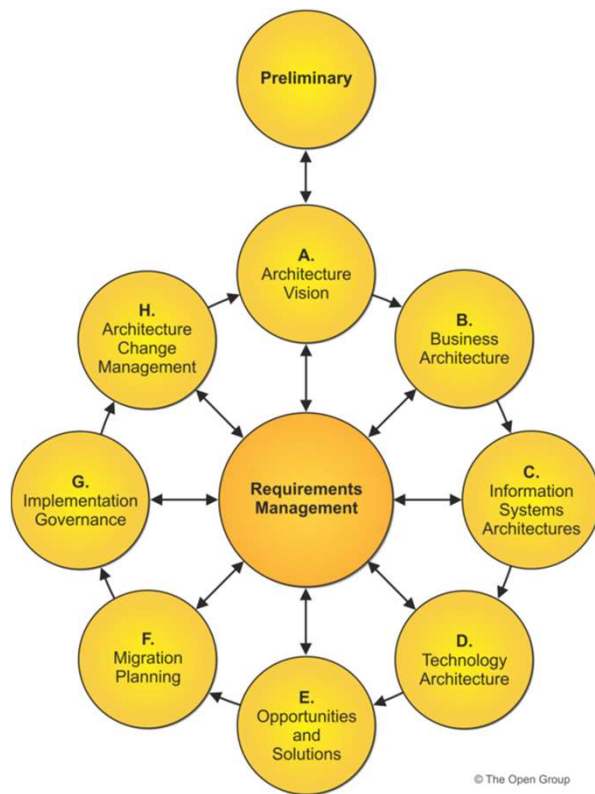 Preliminary
A.
Architecture
Vision
B.
Business
Architecture
C.
Information
Systems
Architectures
D.
Technology
Architecture
E.
Opportunities
and
Solutions
F.
Migration
Planning
G.
Implementation
Governance
H.
Architecture
Change
Management
Requirements
Management
© The Open Group